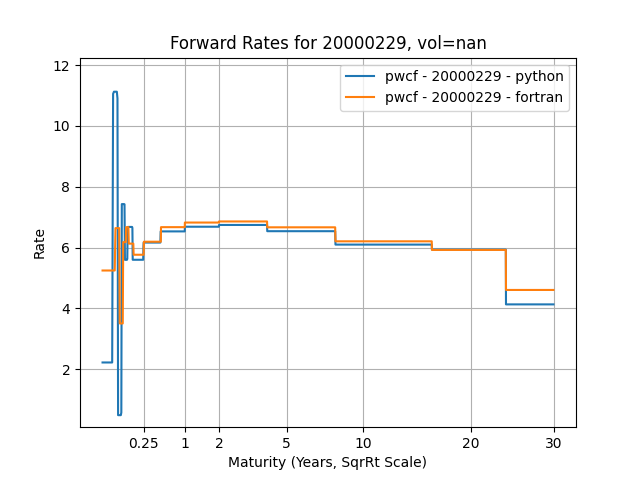 Forward Rates for 20000229, vol=nan
pwcf - 20000229 - python
pwcf - 20000229 - fortran
12
10
8
6
4
2
Rate
0.25 1 2 5 10 20 30
Maturity (Years, SqrRt Scale)